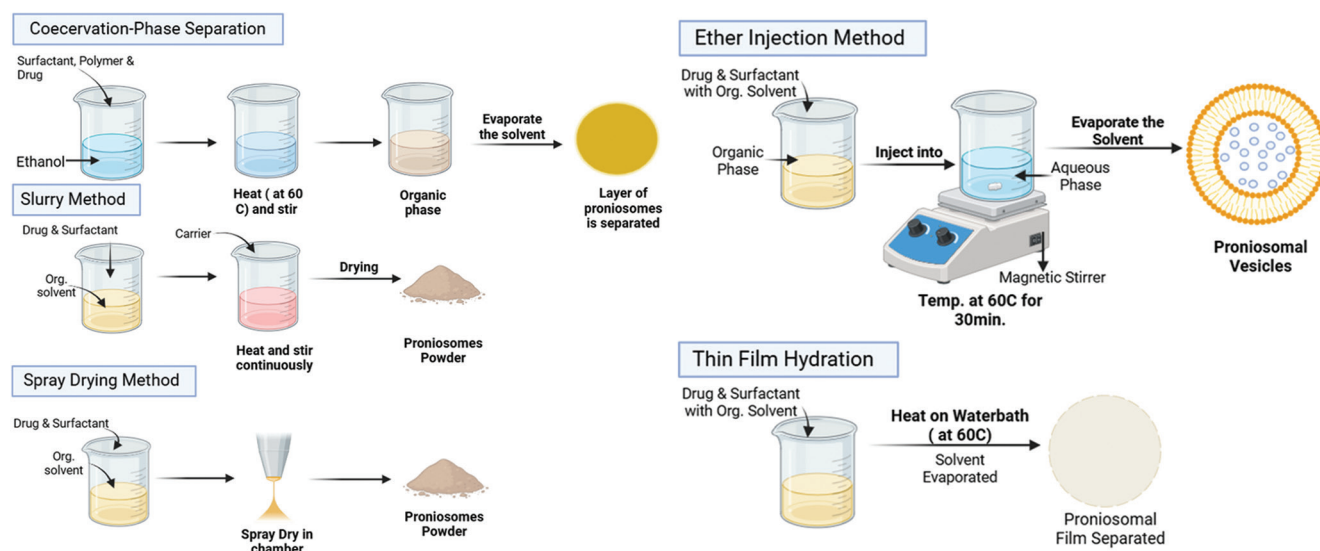 Coecervation-Phase Separation
Surfactant, Polymer &
Drug
Ethanol
Heat ( at 60
C) and stir
Organic
phase
Evaporate
the solvent
Layer of
proniosomes
is separated
Slurry Method
Drug & Surfactant
Org.
solvent
Carrier
Heat and stir
continuously
Drying
Proniosomes
Powder
Spray Drying Method
Drug & Surfactant
Org.
solvent
Spray Dry in
chamber
Proniosomes
Powder
Ether Injection Method
Drug & Surfactant
with Org. Solvent
Organic
Phase
Inject into
Aqueous
Phase
Magnetic Stirrer
Temp. at 60C for
30min.
Evaporate the
Solvent
Proniosomal
Vesicles
Thin Film Hydration
Drug & Surfactant
with Org. Solvent
Heat on Waterbath
( at 60C)
Solvent
Evaporated
Proniosomal
Film Separated